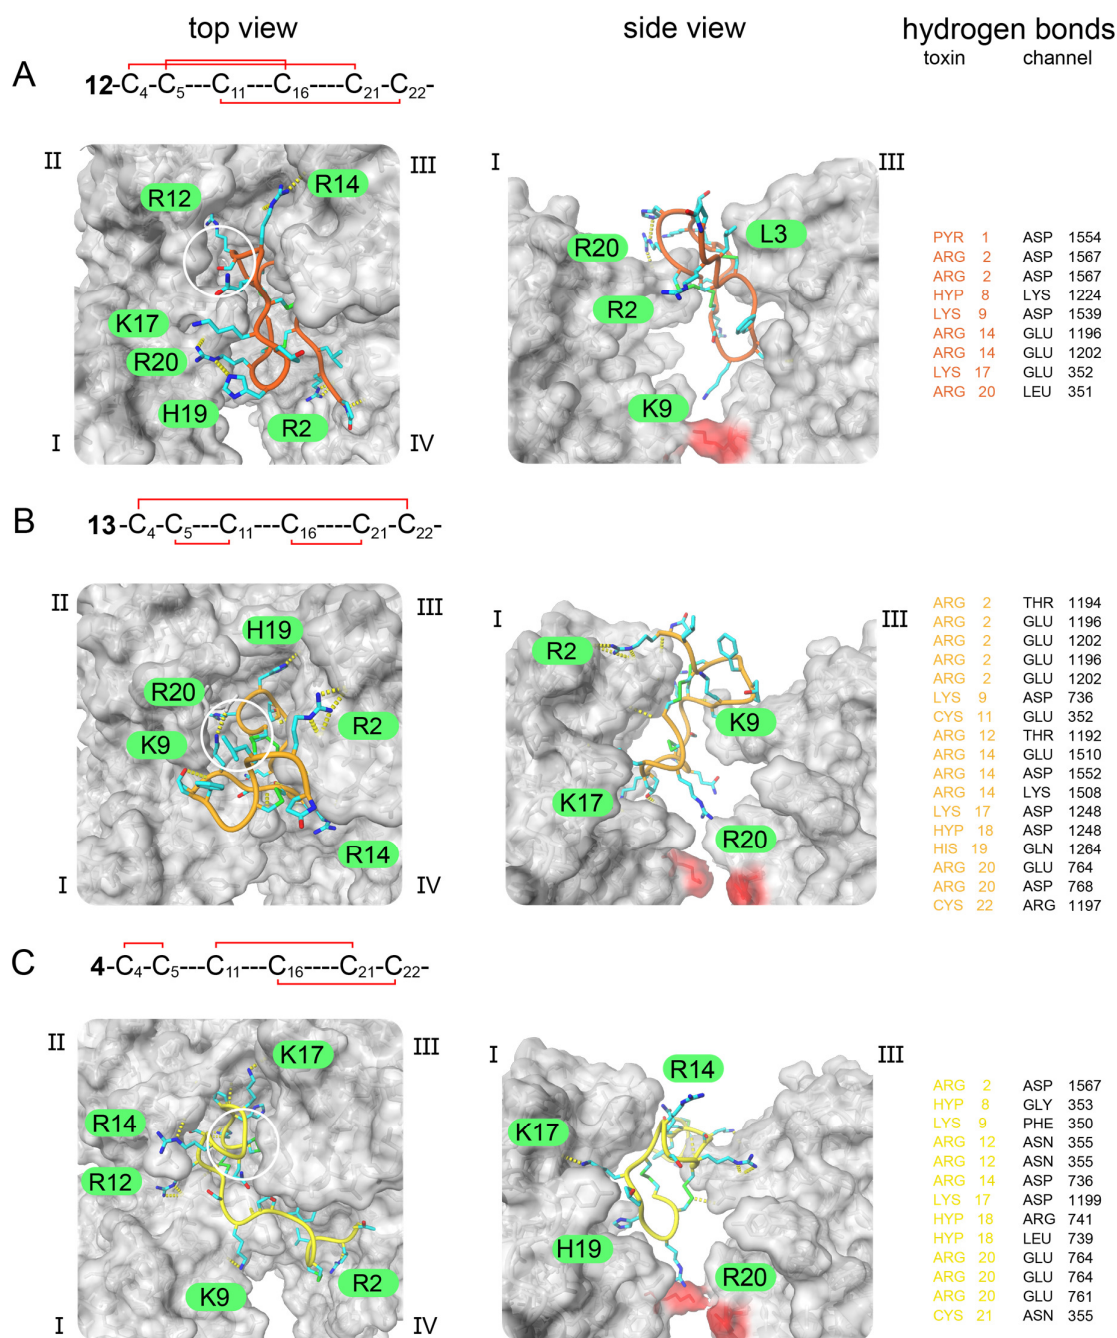 top view side view hydrogen bonds
toxin channel
A
12-C4-C5---C11---C16----C21-C22-
II III
R12 R14
K17
R20
H19 R2
I IV
I III
R20 L3
R2
K9
PYR 1 ASP 1554
ARG 2 ASP 1567
ARG 2 ASP 1567
HYP 8 LYS 1224
LYS 9 ASP 1539
ARG 14 GLU 1196
ARG 14 GLU 1202
LYS 17 GLU 352
ARG 20 LEU 351
B
13-C4---C5---C11---C16----C21-C22-
II III
H19
R20
R2
K9
R14
I IV
I III
R2
K9
K17
R20
ARG 2 THR 1194
ARG 2 GLU 1196
ARG 2 GLU 1202
ARG 2 GLU 1196
ARG 2 GLU 1202
LYS 9 ASP 736
CYS 11 GLU 352
ARG 12 THR 1192
ARG 14 GLU 1510
ARG 14 ASP 1552
ARG 14 LYS 1508
LYS 17 ASP 1248
HYP 18 ASP 1248
HIS 19 GLN 1264
ARG 20 GLU 764
ARG 20 ASP 768
CYS 22 ARG 1197
C
4-C4---C5----C11---C16----C21-C22-
II III
K17
R14
R12
K9 R2
I IV
I III
R14
K17
H19
R20
ARG 2 ASP 1567
HYP 8 GLY 353
LYS 9 PHE 350
ARG 12 ASN 355
ARG 12 ASN 355
ARG 14 ASP 736
LYS 17 ASP 1199
HYP 18 ARG 741
HYP 18 LEU 739
ARG 20 GLU 764
ARG 20 GLU 764
ARG 20 GLU 761
CYS 21 ASN 355